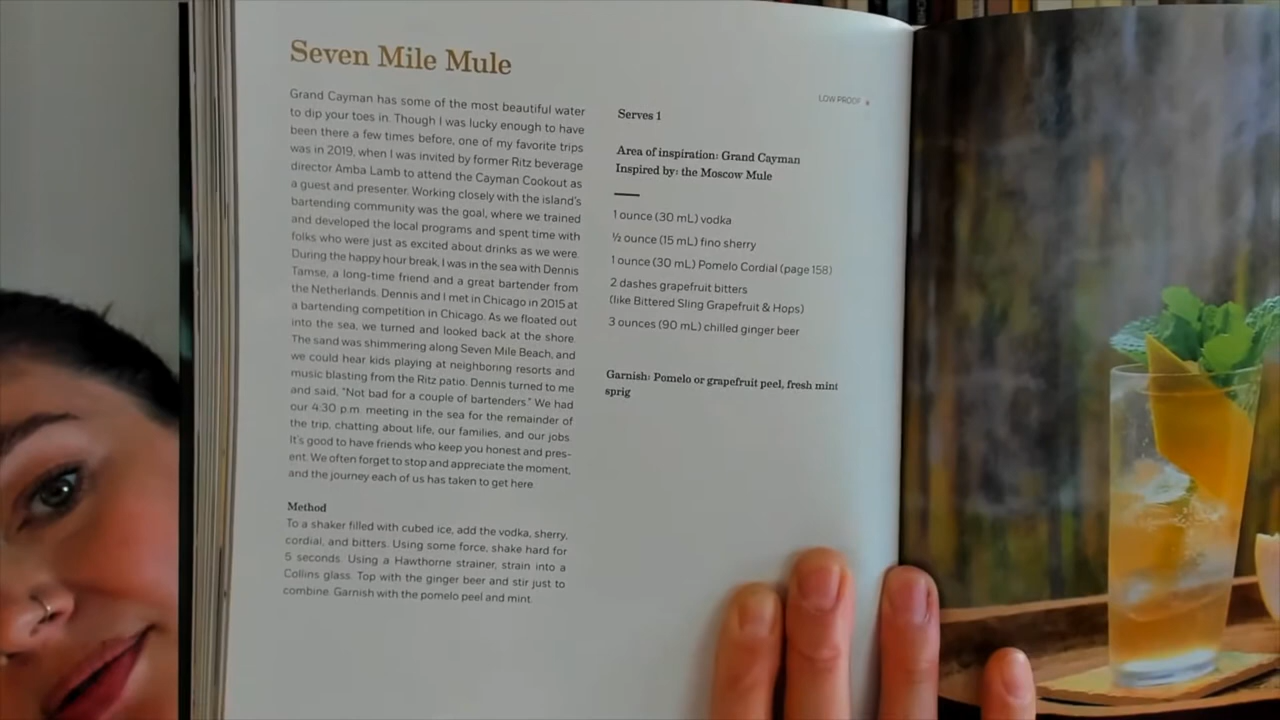 Seven Mile Mule
Grand Cayman has some of the most beautiful water
to dip your toes in. Though I was lucky enough to have
been there a few times before, one of my favorite trips
was in 2019, when I was invited by former Ritz beverage
director Amba Lamb to attend the Cayman Cookout as
a guest and presenter. Working closely with the island's
bartending community was the goal, where we trained
and developed the local programs and spent time with
folks who were just as excited about drinks as we were.
During the happy hour break, I was in the sea with Dennis
Tamse, a long-time friend and a great bartender from
the Netherlands. Dennis and I met in Chicago in 2015 at
a bartending competition in Chicago. As we floated out
into the sea, we turned and looked back at the shore.
The sand was shimmering along Seven Mile Beach, and
we could hear kids playing at neighboring resorts and
music blasting from the Ritz patio. Dennis turned to me
and said, "Not bad for a couple of bartenders." We had
our 4:30 p.m. meeting in the sea for the remainder of
the trip, chatting about life, our families, and our jobs.
It's good to have friends who keep you honest and pres-
ent. We often forget to stop and appreciate the moment,
and the journey each of us has taken to get here.
Method
To a shaker filled with cubed ice, add the vodka, sherry,
cordial, and bitters. Using some force, shake hard for
5 seconds. Using a Hawthorne strainer, strain into a
Collins glass. Top with the ginger beer and stir just to
combine. Garnish with the pomelo peel and mint.
LOW PROOF
Serves 1
Area of inspiration: Grand Cayman
Inspired by: the Moscow Mule
1 ounce (30 mL) vodka
½ ounce (15 mL) fino sherry
1 ounce (30 mL) Pomelo Cordial (page 158)
2 dashes grapefruit bitters
(like Bittered Sling Grapefruit & Hops)
3 ounces (90 mL) chilled ginger beer
Garnish: Pomelo or grapefruit peel, fresh mint
sprig